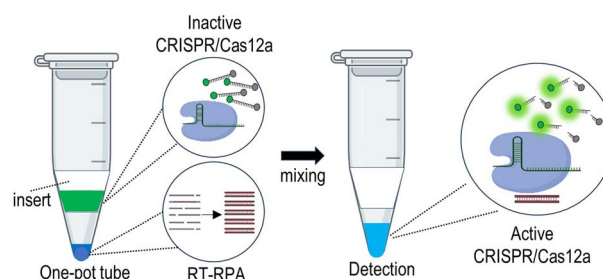 Inactive
CRISPR/Cas12a
insert
mixing
One-pot tube
RT-RPA
Detection
Active
CRISPR/Cas12a